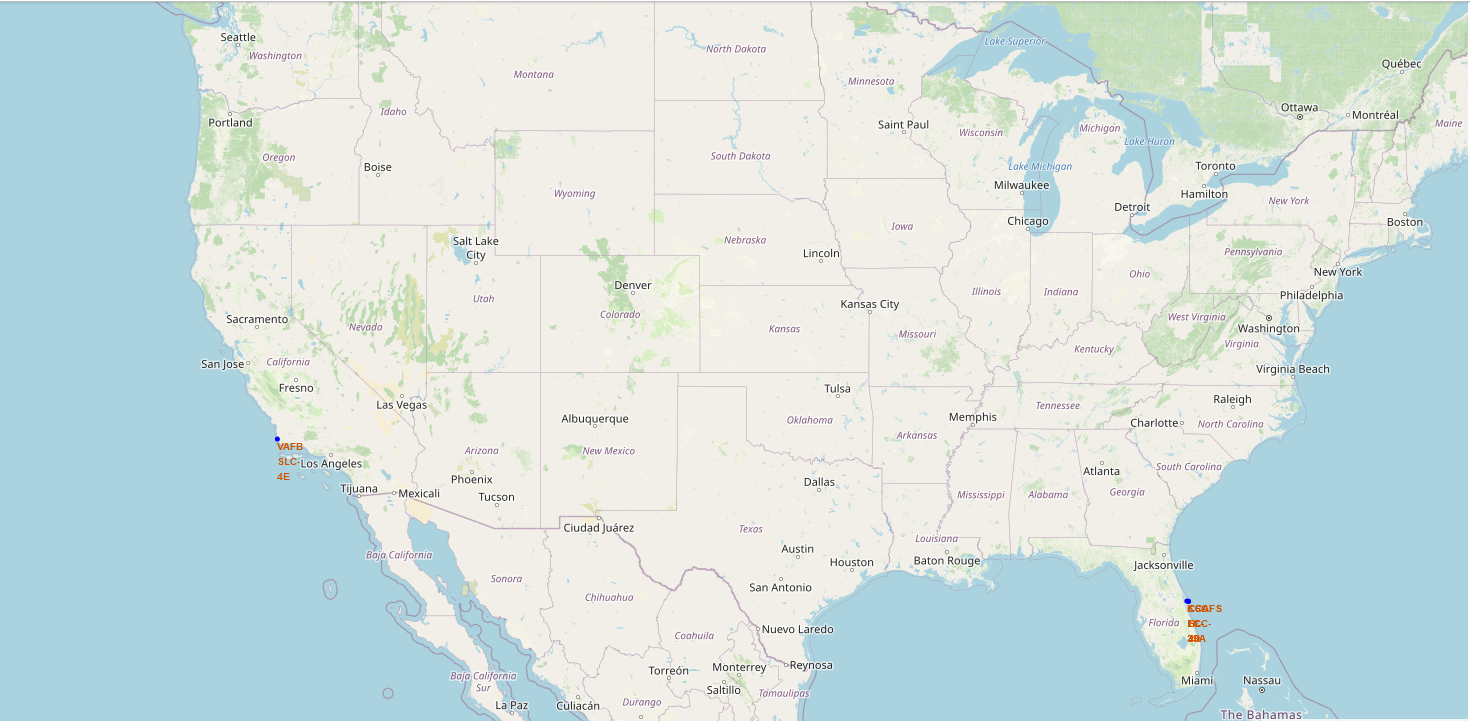 Seattle
Washington
North Dakota
Lake Superior
Québec
Montana
Minnesota
Ottawa
Montréal
Portland
Idaho
Saint Paul
Wisconsin
Michigan
Maine
Oregon
Boise
South Dakota
Lake Michigan
Lake Huron
Toronto
Wyoming
Milwaukee
Hamilton
New York
Detroit
Chicago
Boston
Salt Lake
City
Nebraska
Iowa
Lincoln
Pennsylvania
New York
Denver
Utah
Ohio
Illinois
Indiana
Philadelphia
Colorado
Kansas City
Sacramento
Nevada
Kansas
Missouri
West Virginia
Washington
Virginia
San Jose
California
Kentucky
Virginia Beach
Fresno
Las Vegas
Tulsa
Raleigh
Albuquerque
Oklahoma
Memphis
Tennessee
Charlotte
North Carolina
Arkansas
VAFB
SLC-
4E
Los Angeles
Arizona
New Mexico
Phoenix
Atlanta
South Carolina
Tijuana
Mexicali
Tucson
Dallas
Mississippi
Alabama
Georgia
Ciudad Juárez
Texas
Louisiana
Baja California
Austin
Houston
Baton Rouge
Jacksonville
Sonora
San Antonio
Chihuahua
Florida
Coahuila
Nuevo Laredo
Baja California
Sur
Torreón
Monterrey
Reynosa
Saltillo
Tamaulipas
Miami
Nassau
La Paz
Culiacán
Durango
The Bahamas